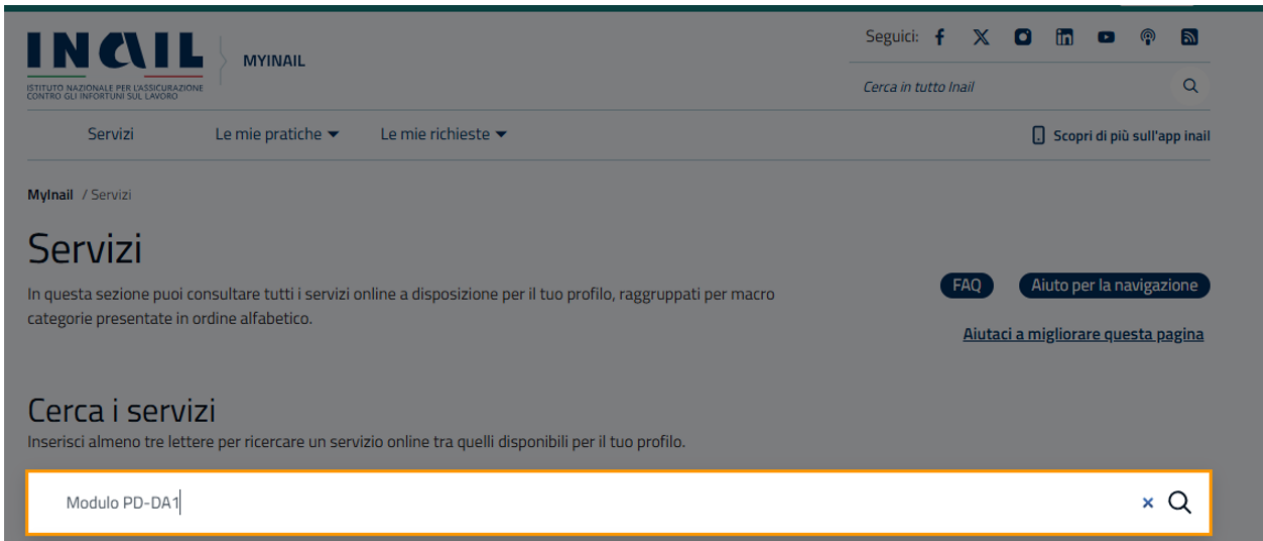 INAIL
ISTITUTO NAZIONALE PER L'ASSICURAZIONE
CONTRO GLI INFORTUNI SUL LAVORO
MYINAIL
Seguici:
Cerca in tutto Inail
Servizi
Le mie pratiche
Le mie richieste
Scopri di più sull'app inail
MyInail / Servizi
Servizi
In questa sezione puoi consultare tutti i servizi online a disposizione per il tuo profilo, raggruppati per macro
categorie presentate in ordine alfabetico.
FAQ
Aiuto per la navigazione
Aiutaci a migliorare questa pagina
Cerca i servizi
Inserisci almeno tre lettere per ricercare un servizio online tra quelli disponibili per il tuo profilo.
Modulo PD-DA1